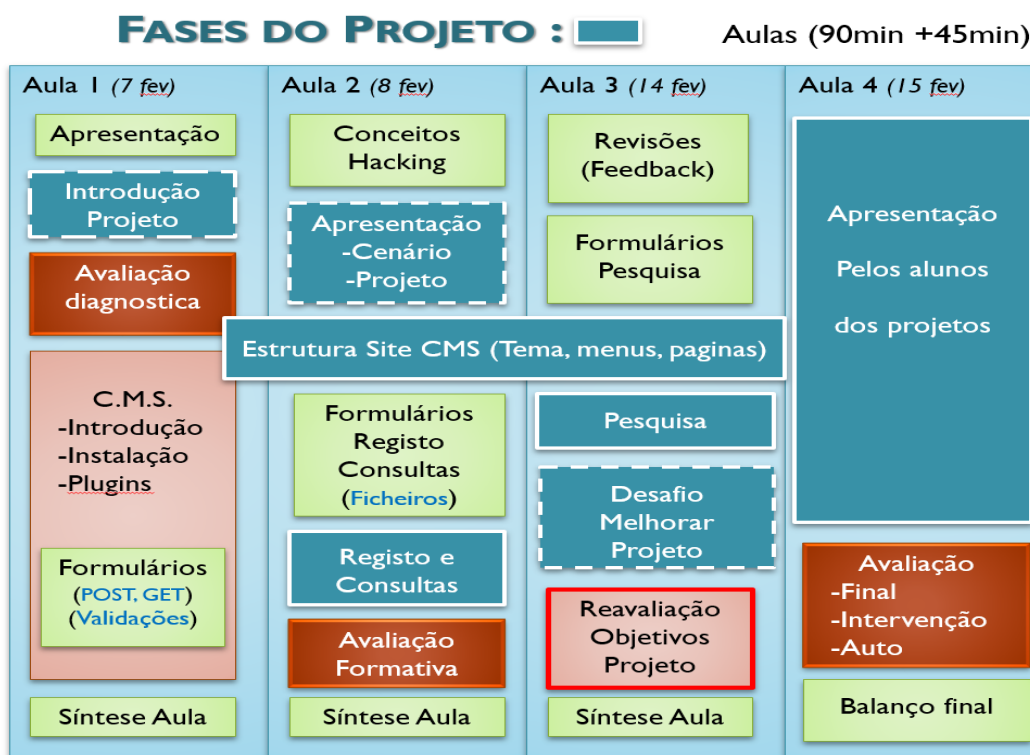 FASES DO PROJETO :
Aulas (90min +45min)
Aula 1 (7 fev)
Apresentação
Introdução
Projeto
Avaliação
diagnostica
C.M.S.
-Introdução
-Instalação
-Plugins
Formulários
(POST, GET)
(Validações)
Síntese Aula
Aula 2 (8 fev)
Conceitos
Hacking
Apresentação
-Cenário
-Projeto
Estrutura Site CMS (Tema, menus, paginas)
Formulários
Registo
Consultas
(Ficheiros)
Registo e
Consultas
Avaliação
Formativa
Síntese Aula
Aula 3 (14 fev)
Revisões
(Feedback)
Formulários
Pesquisa
Pesquisa
Desafio
Melhorar
Projeto
Reavaliação
Objetivos
Projeto
Síntese Aula
Aula 4 (15 fev)
Apresentação
Pelos alunos
dos projetos
Avaliação
-Final
-Intervenção
-Auto
Balanço final